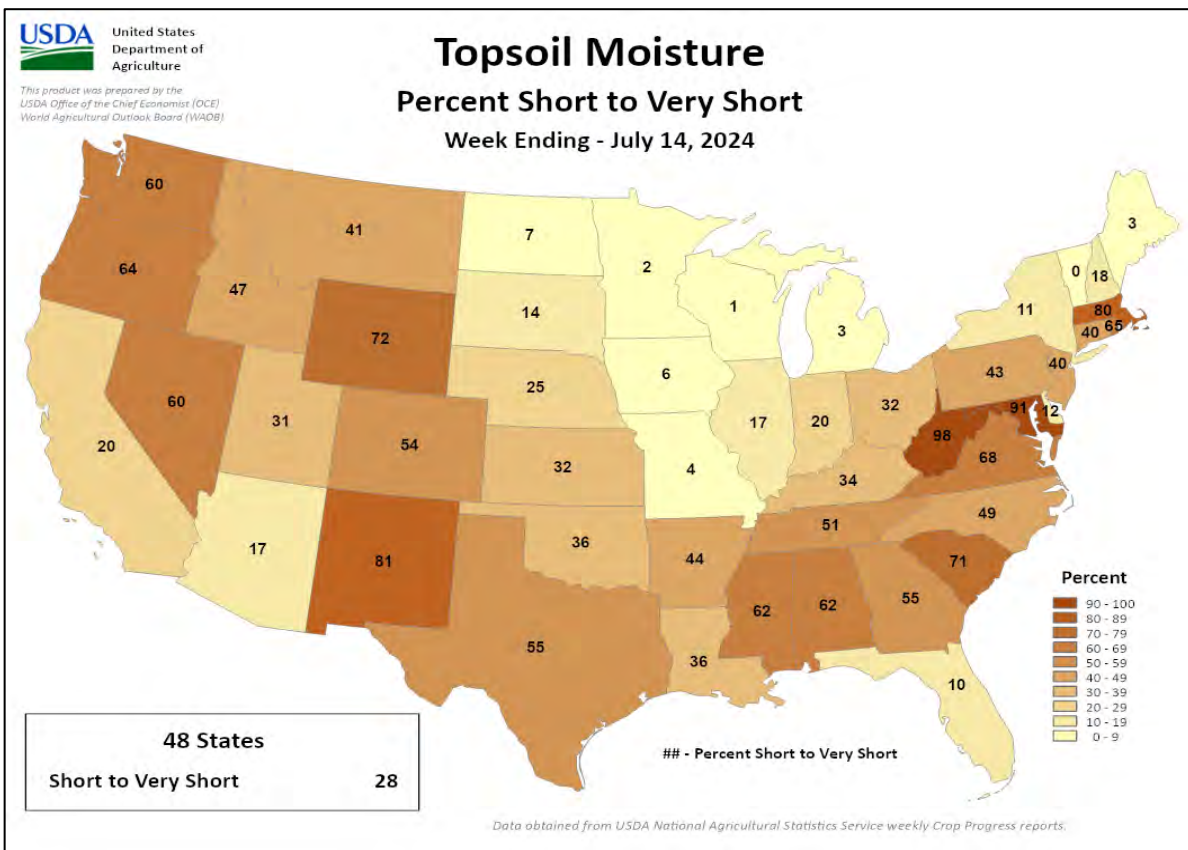 USDA
United States
Department of
Agriculture
This product was prepared by the
USDA Office of the Chief Economist (OCE)
World Agricultural Outlook Board (WAOB)
Topsoil Moisture
Percent Short to Very Short
Week Ending - July 14, 2024
60
41
7
2
3
64
47
14
1
0
18
72
3
11
80
40
65
6
25
43
40
60
31
20
54
17
20
32
91
12
98
32
4
68
34
17
81
36
44
51
49
71
62
62
55
55
36
10
Percent
90 - 100
80 - 89
70 - 79
60 - 69
50 - 59
40 - 49
30 - 39
20 - 29
10 - 19
0 - 9
48 States
Short to Very Short 28
## - Percent Short to Very Short
Data obtained from USDA National Agricultural Statistics Service weekly Crop Progress reports.